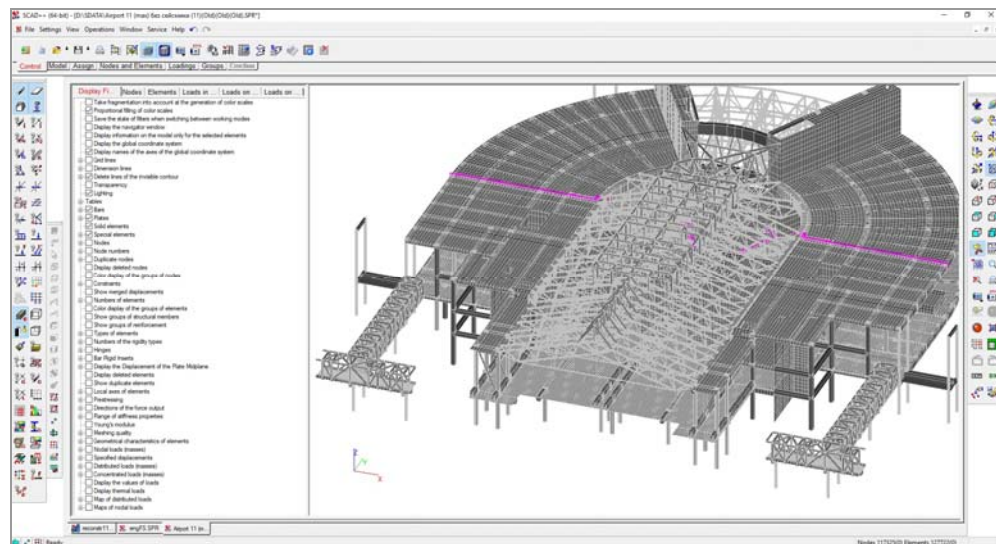 SCAD++ (64-bit) - [D:\SDATA\Airport 11 (max) без сейсмики (11)(Old)(Old)(Old).SPR*]
File Settings View Operations Window Service Help
Control Model Assign Nodes and Elements Loadings Groups
Display Fi... Nodes Elements Loads in ... Loads on ... Loads on ...
Take fragmentation into account at the generation of color scales
Proportional filling of color scales
Save the state of filters when switching between working modes
Display the navigator window
Display information on the model only for the selected elements
Display the global coordinate system
Display names of the axes of the global coordinate system
Grid lines
Dimension lines
Delete lines of the invisible contour
Transparency
Lighting
Tables
Bars
Plates
Solid elements
Special elements
Nodes
Node numbers
Duplicate nodes
Display deleted nodes
Color display of the groups of nodes
Constraints
Show merged displacements
Numbers of elements
Color display of the groups of elements
Show groups of structural members
Show groups of reinforcement
Types of elements
Numbers of the rigidity types
Hinges
Bar Rigid Inserts
Display the Displacement of the Plate Midplane
Display deleted elements
Show duplicate elements
Local axes of elements
Prestressing
Directions of the force output
Range of stiffness properties
Young's modulus
Meshing quality
Geometrical characteristics of elements
Nodal loads (masses)
Specified displacements
Distributed loads (masses)
Concentrated loads (masses)
Display the values of loads
Display thermal loads
Map of distributed loads
Maps of nodal loads
Z
Y
X
engFS.SPR Airport 11 (m...
Ready